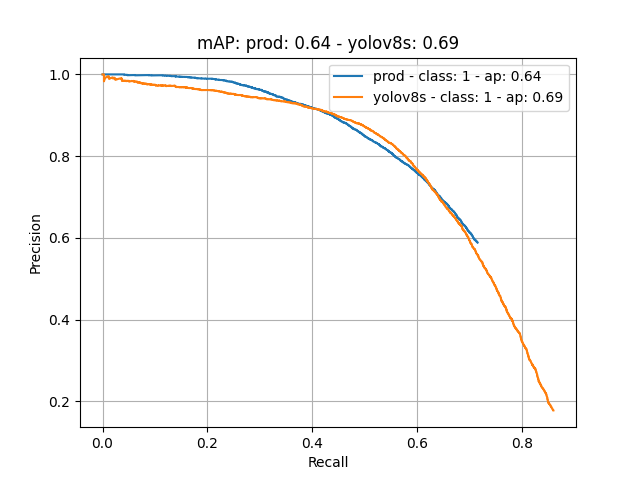 mAP: prod: 0.64 - yolov8s: 0.69
prod - class: 1 - ap: 0.64
yolov8s - class: 1 - ap: 0.69
1.0
0.8
0.6
0.4
0.2
Precision
0.0 0.2 0.4 0.6 0.8
Recall